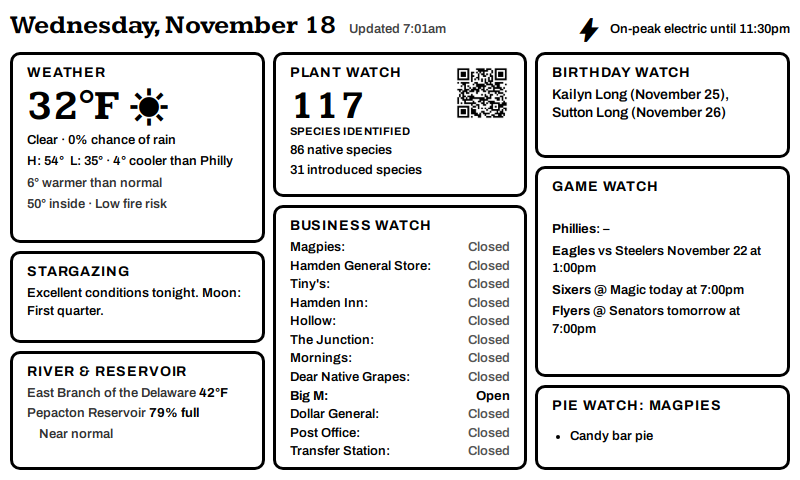 Wednesday, November 18 Updated 7:01am
On-peak electric until 11:30pm
WEATHER
32°F
Clear · 0% chance of rain
H: 54° L: 35° · 4° cooler than Philly
6° warmer than normal
50° inside · Low fire risk
STARGAZING
Excellent conditions tonight. Moon:
First quarter.
RIVER & RESERVOIR
East Branch of the Delaware 42°F
Pepacton Reservoir 79% full
Near normal
PLANT WATCH
117
SPECIES IDENTIFIED
86 native species
31 introduced species
BUSINESS WATCH
Magpies: Closed
Hamden General Store: Closed
Tiny's: Closed
Hamden Inn: Closed
Hollow: Closed
The Junction: Closed
Mornings: Closed
Dear Native Grapes: Closed
Big M: Open
Dollar General: Closed
Post Office: Closed
Transfer Station: Closed
BIRTHDAY WATCH
Kailyn Long (November 25),
Sutton Long (November 26)
GAME WATCH
Phillies: –
Eagles vs Steelers November 22 at
1:00pm
Sixers @ Magic today at 7:00pm
Flyers @ Senators tomorrow at
7:00pm
PIE WATCH: MAGPIES
• Candy bar pie